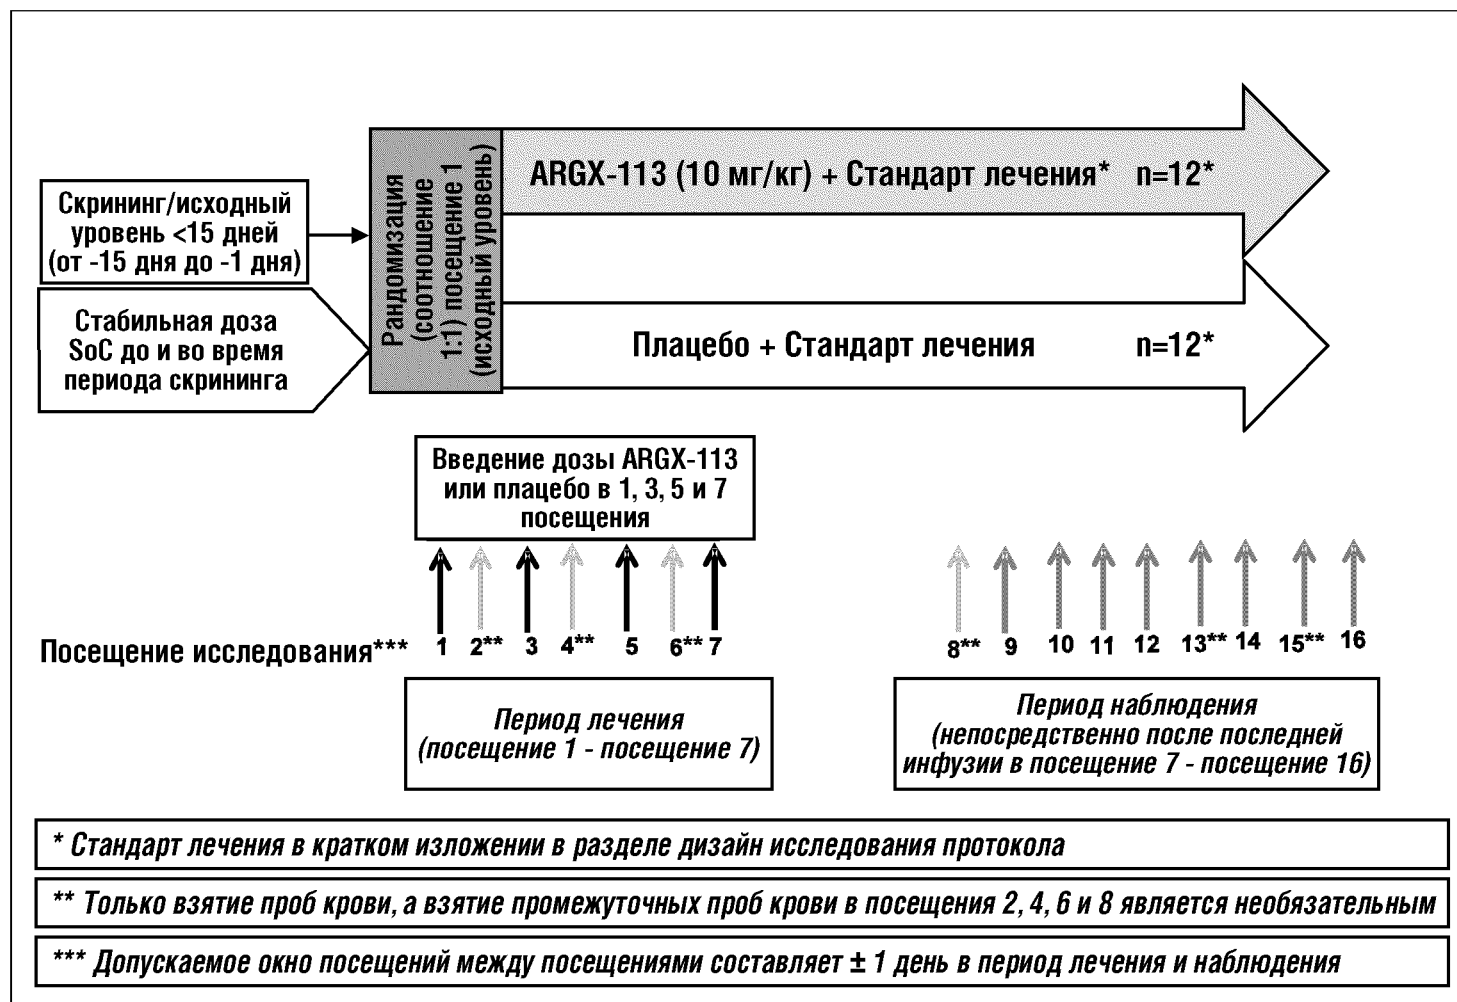 ARGX-113 (10 мг/кг) + Стандарт лечения* n=12*
Скрининг/исходный
уровень <15 дней
(от -15 дня до -1 дня)
Рандомизация
(соотношение
1:1) посещение 1
(исходный уровень)
Стабильная доза
SoC до и во время
периода скрининга
Плацебо + Стандарт лечения n=12*
Введение дозы ARGX-113
или плацебо в 1, 3, 5 и 7
посещения
Посещение исследования*** 1 2** 3 4** 5 6** 7 8** 9 10 11 12 13** 14 15** 16
Период лечения
(посещение 1 - посещение 7)
Период наблюдения
(непосредственно после последней
инфузии в посещение 7 - посещение 16)
* Стандарт лечения в кратком изложении в разделе дизайн исследования протокола
** Только взятие проб крови, а взятие промежуточных проб крови в посещения 2, 4, 6 и 8 является необязательным
*** Допускаемое окно посещений между посещениями составляет ± 1 день в период лечения и наблюдения